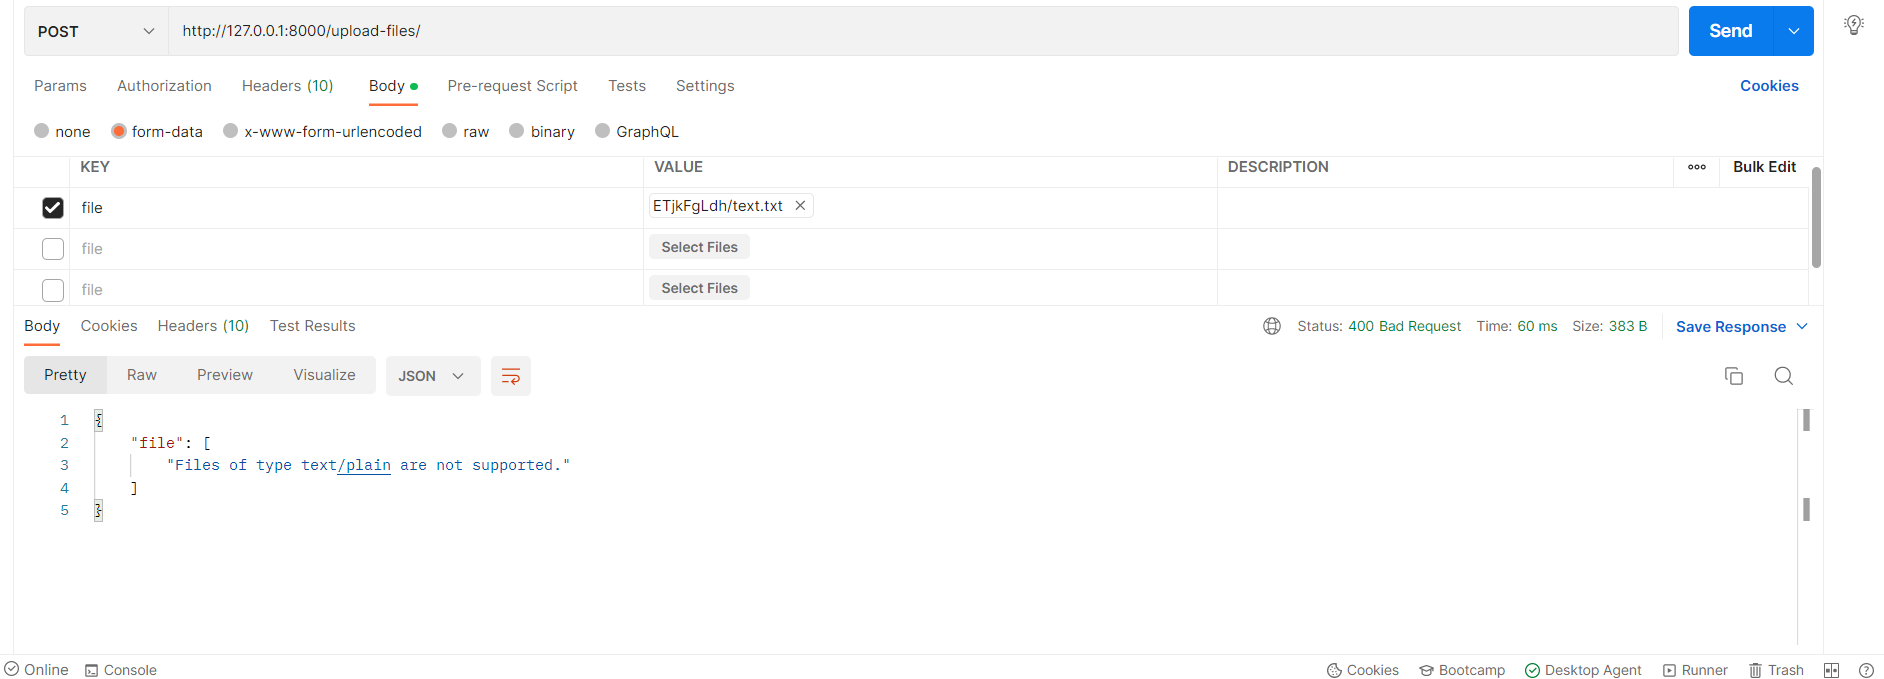 POST http://127.0.0.1:8000/upload-files/ Send
Params Authorization Headers (10) Body Pre-request Script Tests Settings Cookies
none form-data x-www-form-urlencoded raw binary GraphQL
KEY VALUE DESCRIPTION Bulk Edit
file ETjkFgLdh/text.txt
file Select Files
file Select Files
Body Cookies Headers (10) Test Results Status: 400 Bad Request Time: 60 ms Size: 383 B Save Response
Pretty Raw Preview Visualize JSON
1 {
2 "file": [
3 "Files of type text/plain are not supported."
4 ]
5 }
Online Console Cookies Bootcamp Desktop Agent Runner Trash